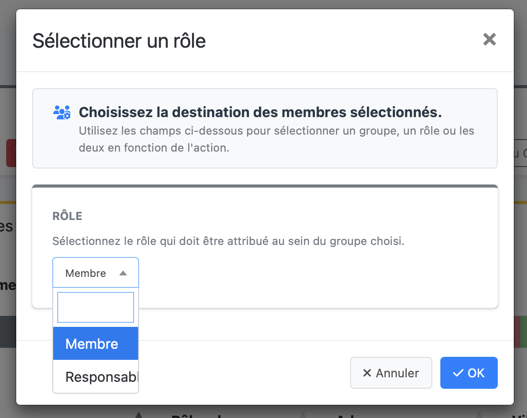 Sélectionner un rôle
Choisissez la destination des membres sélectionnés.
Utilisez les champs ci-dessous pour sélectionner un groupe, un rôle ou les
deux en fonction de l'action.
RÔLE
Sélectionnez le rôle qui doit être attribué au sein du groupe choisi.
Membre
Membre
Responsabl
Annuler
OK